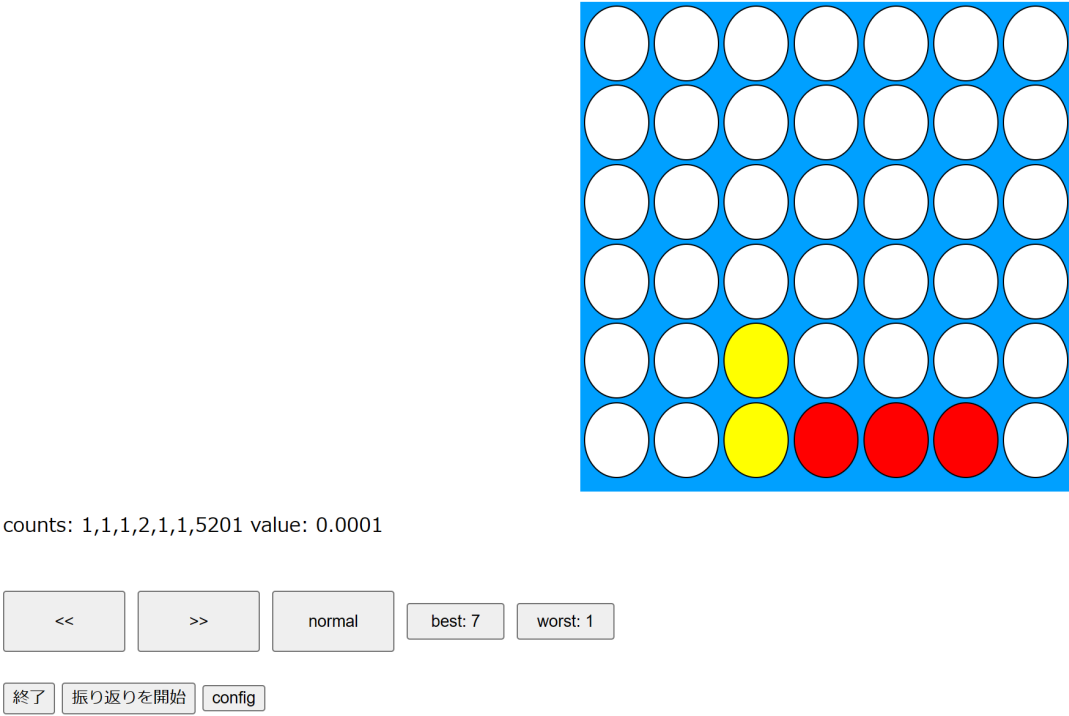 counts: 1,1,1,2,1,1,5201 value: 0.0001
<< >> normal best: 7 worst: 1
終了 振り返りを開始 config